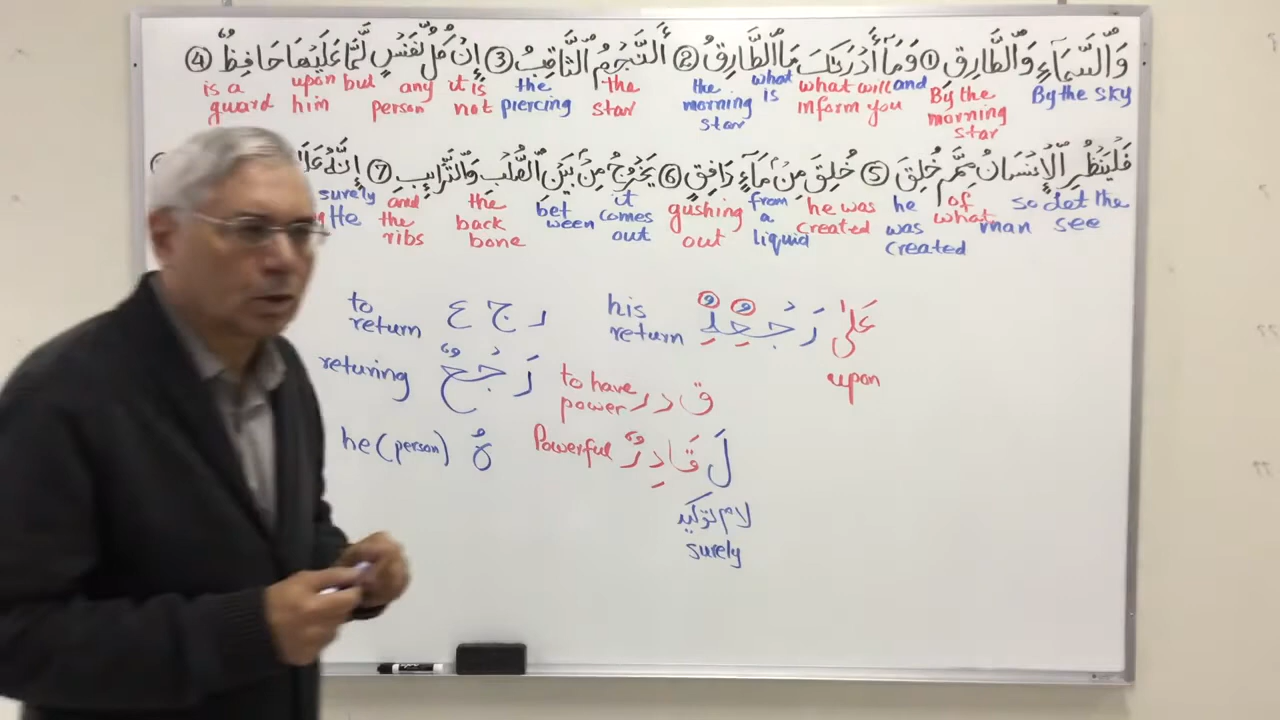 وَٱلسَّمَآءِ وَٱلطَّارِقِ ① وَمَآ أَدْرَىٰكَ مَا ٱلطَّارِقُ ② ٱلنَّجْمُ ٱلثَّاقِبُ ③ إِن كُلُّ نَفْسٍ لَّمَّا عَلَيْهَا حَافِظٌ ④
By the sky By the morning star and what will inform you what is the morning star the star the piercing it is not any person but upon him is a guard
فَلْيَنظُرِ ٱلْإِنسَانُ مِمَّ خُلِقَ ⑤ خُلِقَ مِن مَّآءٍ دَافِقٍ ⑥ يَخْرُجُ مِنۢ بَيْنِ ٱلصُّلْبِ وَٱلتَّرَآئِبِ ⑦ إِنَّهُۥ عَلَىٰ
so let the man see of what he was created he was created from a liquid gushing out it comes out between the back bone and the ribs surely He
عَلَىٰ رَجْعِهِ his return
upon
ر ج ع to return
رَجْعٌ returing
ق د ر to have power
هُ he (person)
لَ قَادِرٌ Powerful
لام توكيد
surely